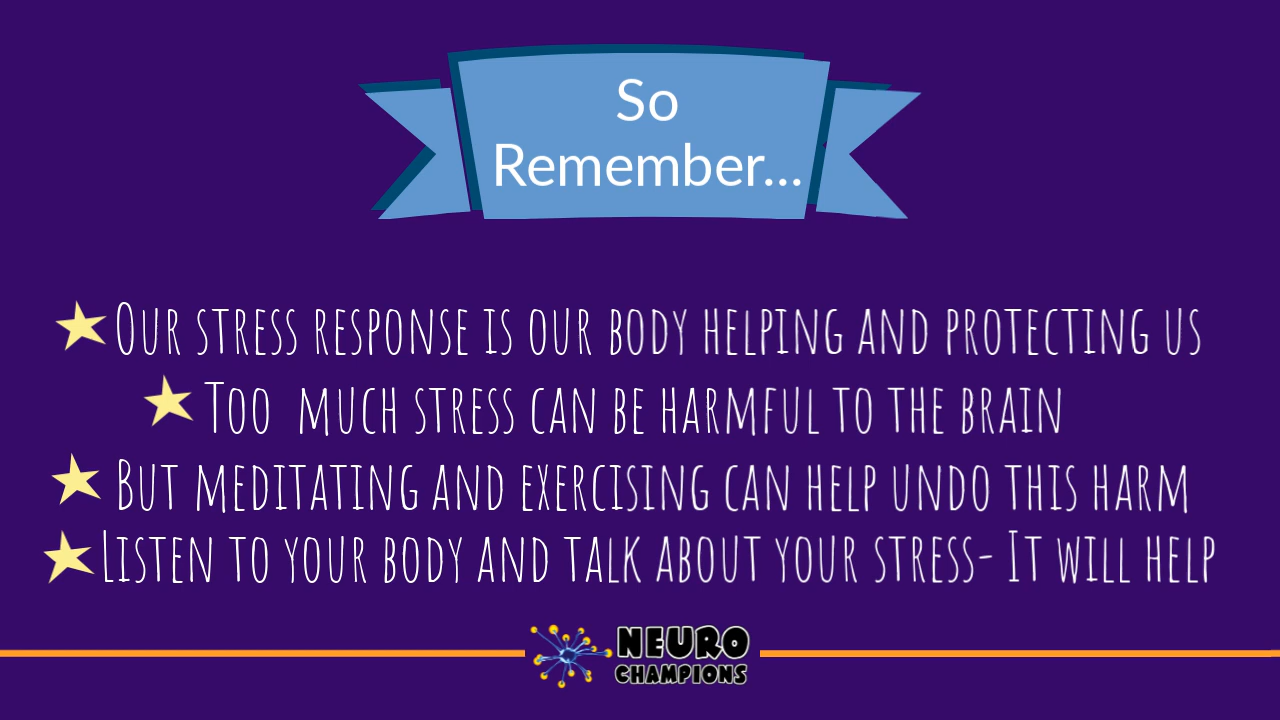 So
Remember...
Our stress response is our body helping and protecting us
Too much stress can be harmful to the brain
But meditating and exercising can help undo this harm
Listen to your body and talk about your stress- It will help
NEURO
CHAMPIONS